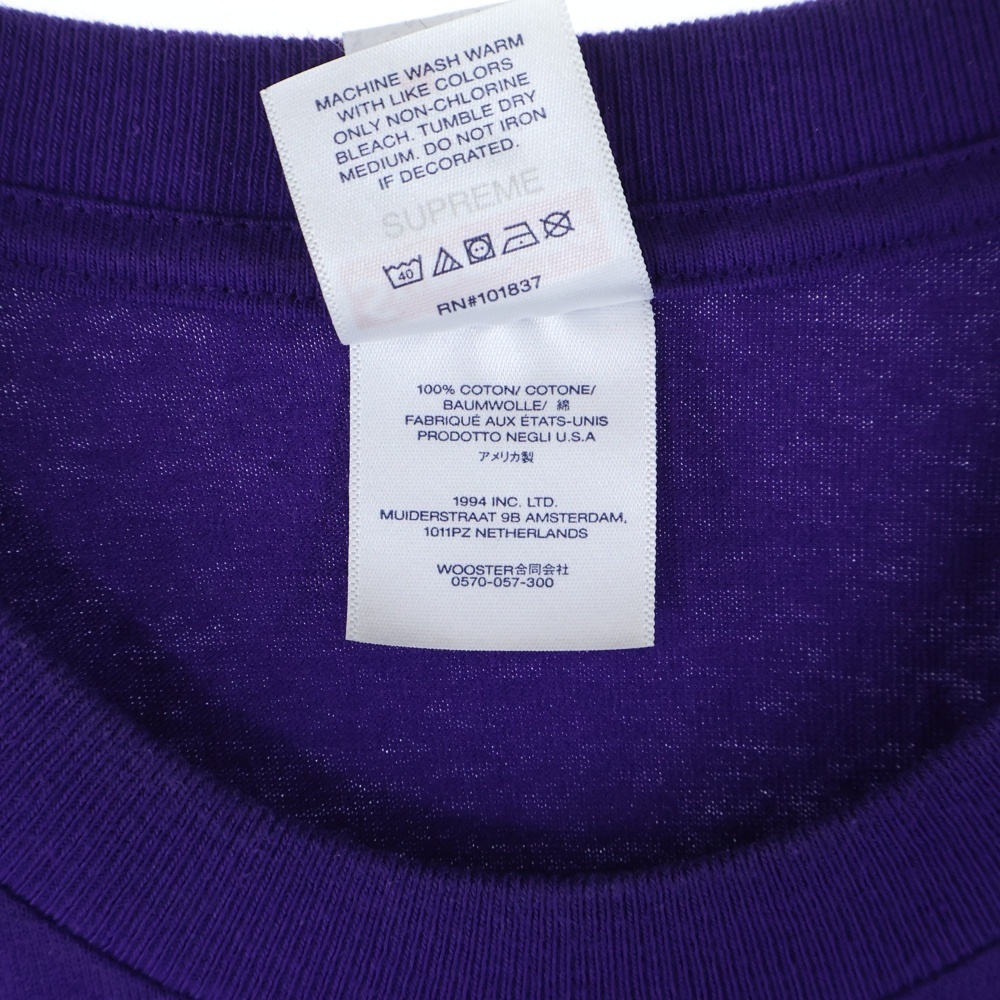 MACHINE WASH WARM
WITH LIKE COLORS
ONLY NON-CHLORINE
BLEACH. TUMBLE DRY
MEDIUM. DO NOT IRON
IF DECORATED.
SUPREME
40
RN#101837
100% COTON/ COTONE/
BAUMWOLLE/ 綿
FABRIQUÉ AUX ÉTATS-UNIS
PRODOTTO NEGLI U.S.A
アメリカ製
1994 INC. LTD.
MUIDERSTRAAT 9B AMSTERDAM,
1011PZ NETHERLANDS
WOOSTER合同会社
0570-057-300